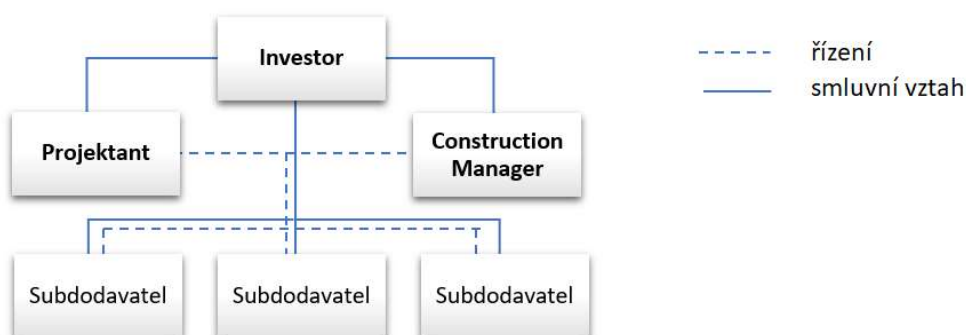 Investor
řízení
smluvní vztah
Projektant
Construction
Manager
Subdodavatel
Subdodavatel
Subdodavatel